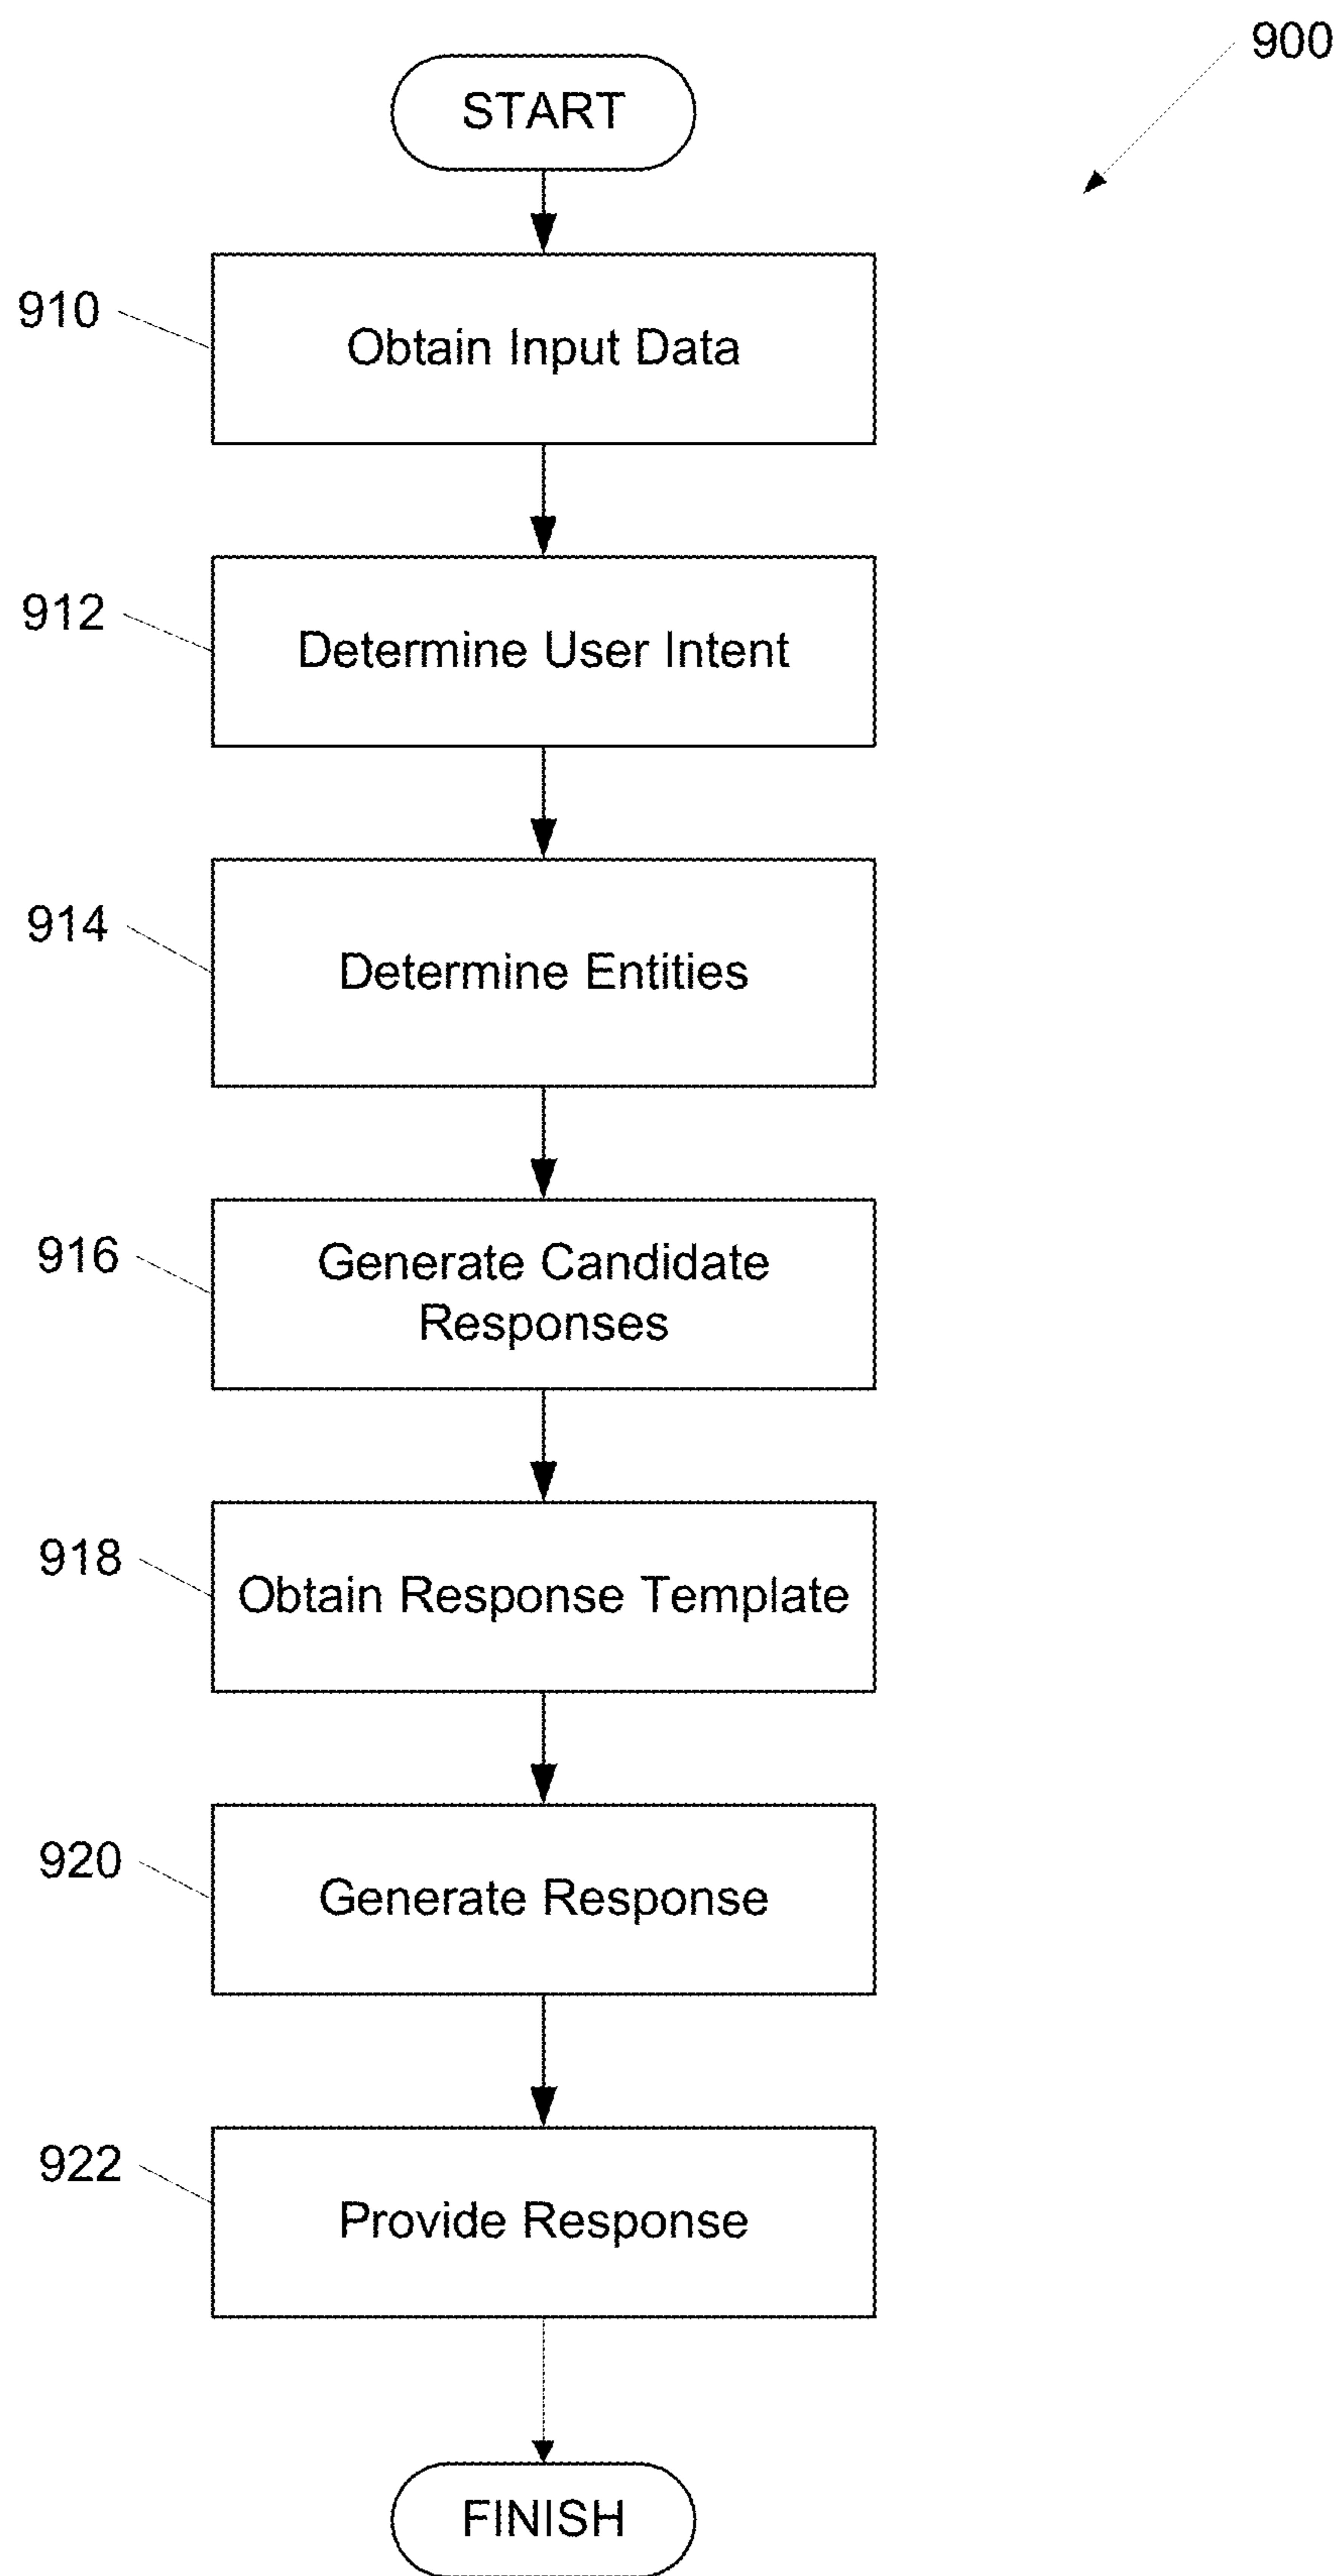 900
START
910
Obtain Input Data
912
Determine User Intent
914
Determine Entities
916
Generate Candidate
Responses
918
Obtain Response Template
920
Generate Response
922
Provide Response
FINISH